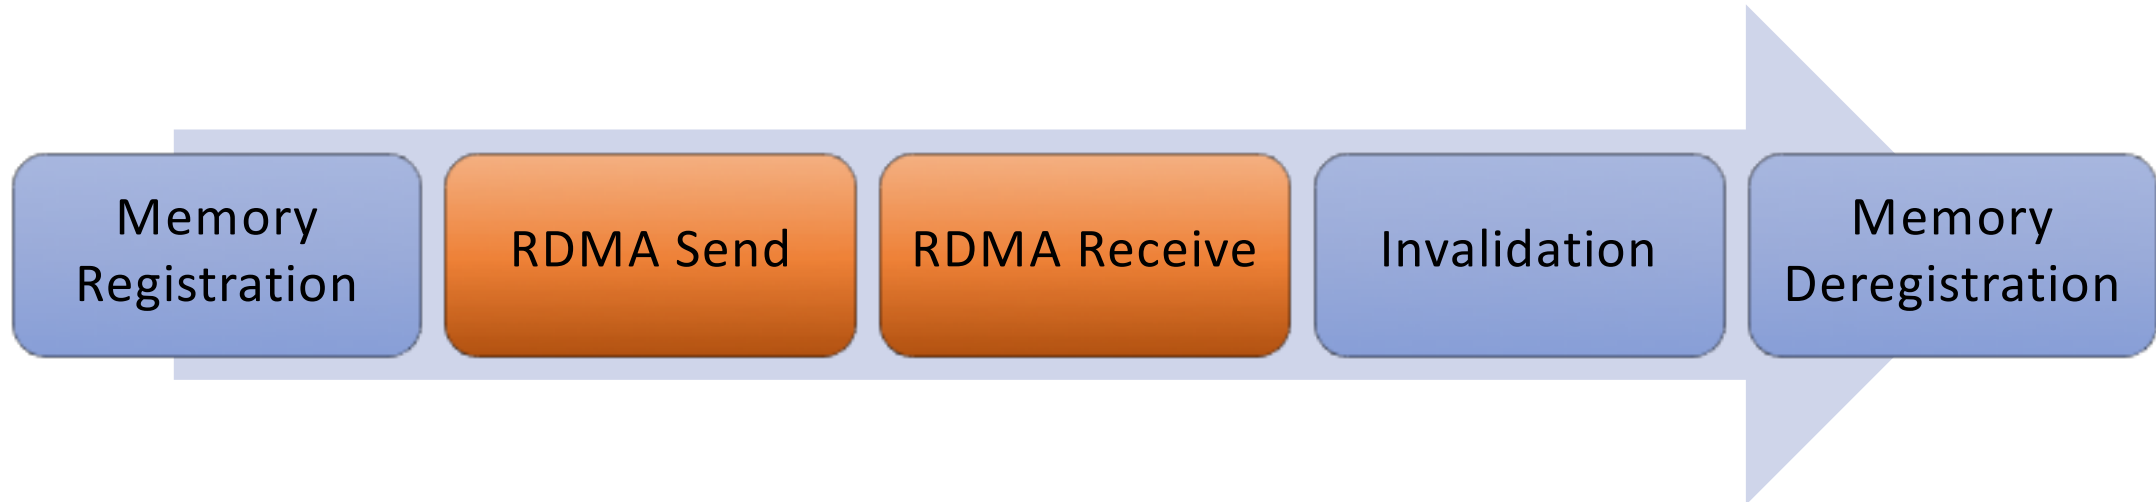 Memory
Registration
RDMA Send
RDMA Receive
Invalidation
Memory
Deregistration